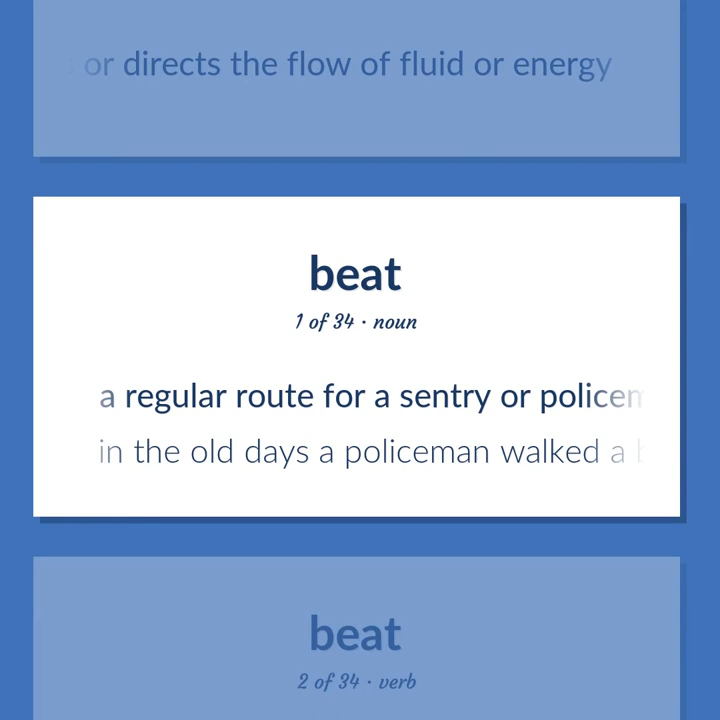 or directs the flow of fluid or energy
beat
1 of 34 · noun
a regular route for a sentry or policem
in the old days a policeman walked a b
beat
2 of 34 · verb